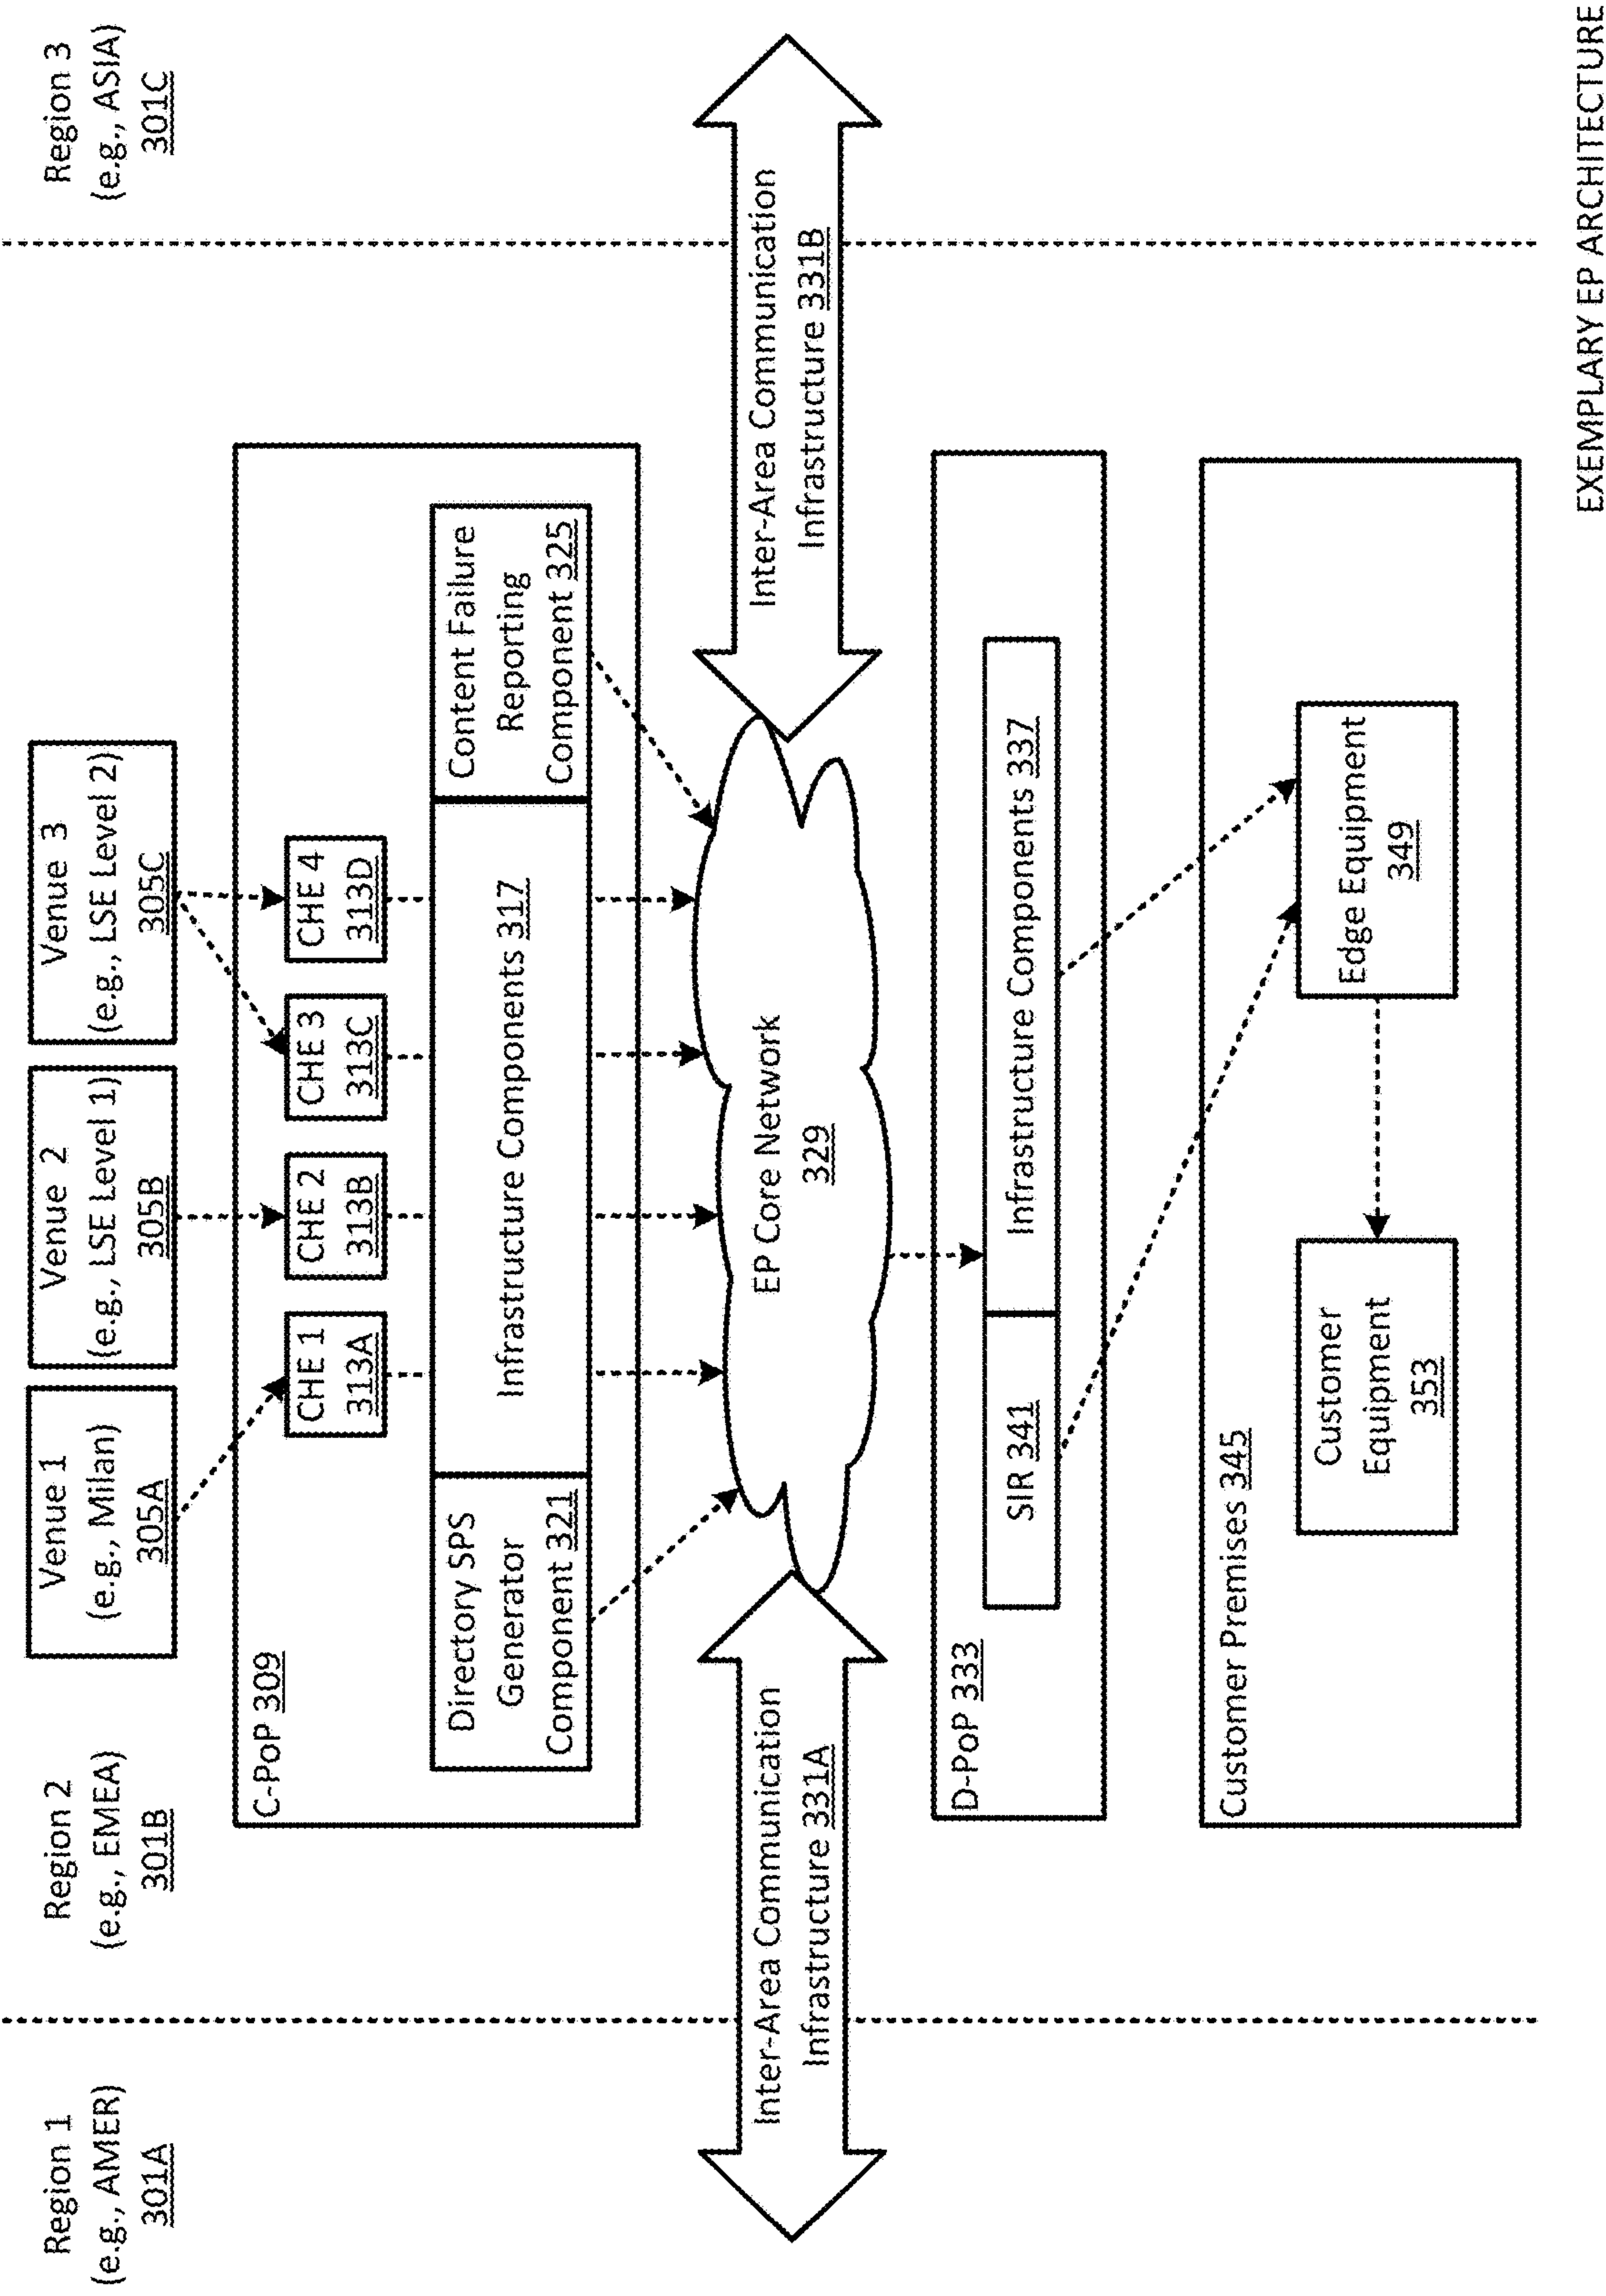 Region 1
(e.g., AMER)
301A
Region 2
(e.g., EMEA)
301B
Region 3
(e.g., ASIA)
301C
Venue 1
(e.g., Milan)
305A
Venue 2
(e.g., LSE Level 1)
305B
Venue 3
(e.g., LSE Level 2)
305C
C-PoP 309
CHE 1
313A
CHE 2
313B
CHE 3
313C
CHE 4
313D
Directory SPS
Generator
Component 321
Infrastructure Components 317
Content Failure
Reporting
Component 325
Inter-Area Communication
Infrastructure 331A
EP Core Network
329
Inter-Area Communication
Infrastructure 331B
D-PoP 333
SIR 341
Infrastructure Components 337
Customer Premises 345
Customer
Equipment
353
Edge Equipment
349
EXEMPLARY EP ARCHITECTURE